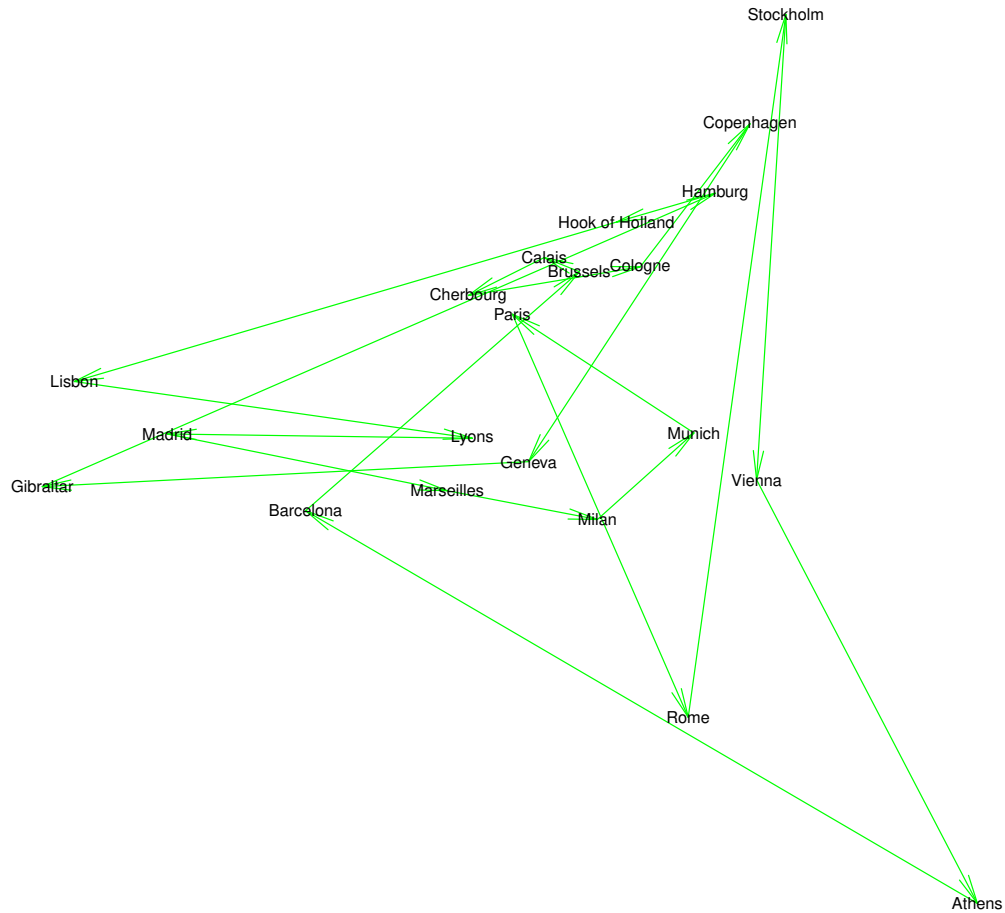 Stockholm
Copenhagen
Hamburg
Hook of Holland
Calais
Cologne
Brussels
Cherbourg
Paris
Lisbon
Madrid
Lyons
Munich
Geneva
Gibraltar
Marseilles
Vienna
Barcelona
Milan
Rome
Athens